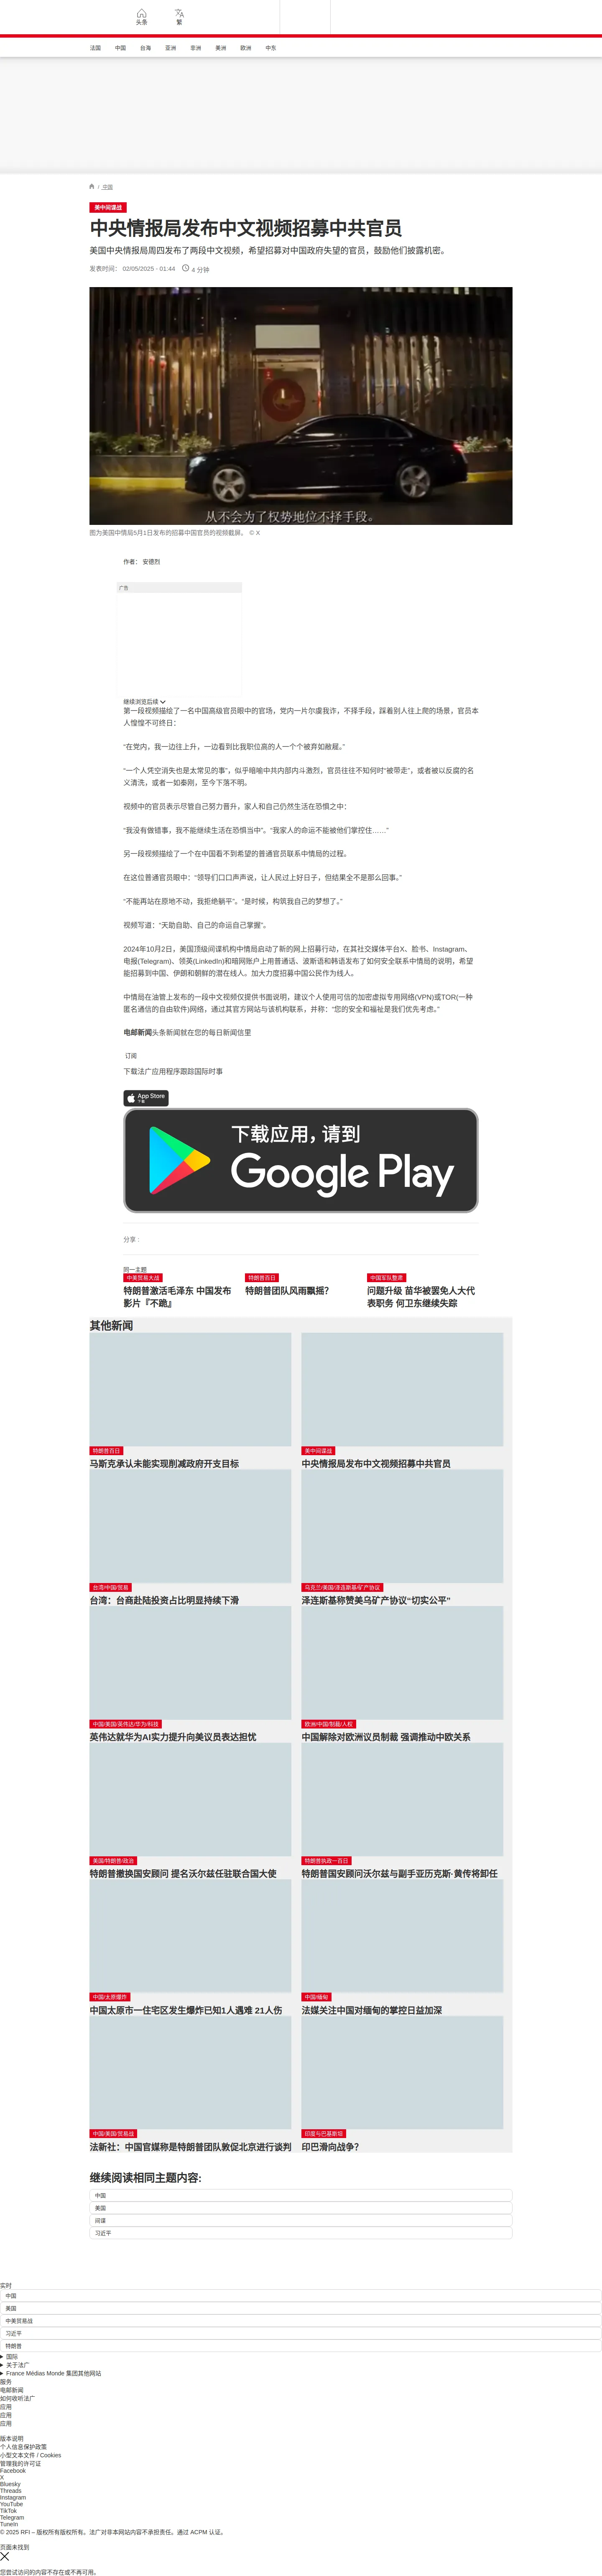 头条
繁
法国
中国
台海
亚洲
非洲
美洲
欧洲
中东
/ 中国
美中间谍战
中央情报局发布中文视频招募中共官员
美国中央情报局周四发布了两段中文视频，希望招募对中国政府失望的官员，鼓励他们披露机密。
发表时间： 02/05/2025 - 01:44
4 分钟
从不会为了权势地位不择手段。
图为美国中情局5月1日发布的招募中国官员的视频截屏。 © X
作者： 安德烈
广告
继续浏览后续
第一段视频描绘了一名中国高级官员眼中的官场，党内一片尔虞我诈，不择手段，踩着别人往上爬的场景，官员本
人惶惶不可终日：
“在党内，我一边往上升，一边看到比我职位高的人一个个被弃如敝屣。”
“一个人凭空消失也是太常见的事”，似乎暗喻中共内部内斗激烈，官员往往不知何时“被带走”，或者被以反腐的名
义清洗，或者一如秦刚，至今下落不明。
视频中的官员表示尽管自己努力晋升，家人和自己仍然生活在恐惧之中：
“我没有做错事，我不能继续生活在恐惧当中”。“我家人的命运不能被他们掌控住……”
另一段视频描绘了一个在中国看不到希望的普通官员联系中情局的过程。
在这位普通官员眼中：“领导们口口声声说，让人民过上好日子，但结果全不是那么回事。”
“不能再站在原地不动，我拒绝躺平”。“是时候，构筑我自己的梦想了。”
视频写道：“天助自助、自己的命运自己掌握”。
2024年10月2日，美国顶级间谍机构中情局启动了新的网上招募行动，在其社交媒体平台X、脸书、Instagram、
电报(Telegram)、领英(LinkedIn)和暗网账户上用普通话、波斯语和韩语发布了如何安全联系中情局的说明，希望
能招募到中国、伊朗和朝鲜的潜在线人。加大力度招募中国公民作为线人。
中情局在油管上发布的一段中文视频仅提供书面说明，建议个人使用可信的加密虚拟专用网络(VPN)或TOR(一种
匿名通信的自由软件)网络，通过其官方网站与该机构联系，并称：“您的安全和福祉是我们优先考虑。”
电邮新闻头条新闻就在您的每日新闻信里
订阅
下载法广应用程序跟踪国际时事
App Store
下载
下载应用，请到
Google Play
分享 :
同一主题
中美贸易大战
特朗普激活毛泽东 中国发布
影片『不跪』
特朗普百日
特朗普团队风雨飘摇？
中国军队整肃
问题升级 苗华被罢免人大代
表职务 何卫东继续失踪
其他新闻
特朗普百日
马斯克承认未能实现削减政府开支目标
美中间谍战
中央情报局发布中文视频招募中共官员
台湾/中国/贸易
台湾：台商赴陆投资占比明显持续下滑
乌克兰/美国/泽连斯基/矿产协议
泽连斯基称赞美乌矿产协议“切实公平”
中国/美国/英伟达/华为/科技
英伟达就华为AI实力提升向美议员表达担忧
欧洲/中国/制裁/人权
中国解除对欧洲议员制裁 强调推动中欧关系
美国/特朗普/政治
特朗普撤换国安顾问 提名沃尔兹任驻联合国大使
特朗普执政一百日
特朗普国安顾问沃尔兹与副手亚历克斯·黄传将卸任
中国/太原爆炸
中国太原市一住宅区发生爆炸已知1人遇难 21人伤
中国/缅甸
法媒关注中国对缅甸的掌控日益加深
中国/美国/贸易战
法新社：中国官媒称是特朗普团队敦促北京进行谈判
印度与巴基斯坦
印巴滑向战争？
继续阅读相同主题内容:
中国
美国
间谍
习近平
实时
中国
美国
中美贸易战
习近平
特朗普
国际
关于法广
France Médias Monde 集团其他网站
服务
电邮新闻
如何收听法广
应用
应用
应用
版本说明
个人信息保护政策
小型文本文件 / Cookies
管理我的许可证
Facebook
X
Bluesky
Threads
Instagram
YouTube
TikTok
Telegram
TuneIn
© 2025 RFI – 版权所有版权所有。法广对非本网站内容不承担责任。通过 ACPM 认证。
页面未找到
您尝试访问的内容不存在或不再可用。